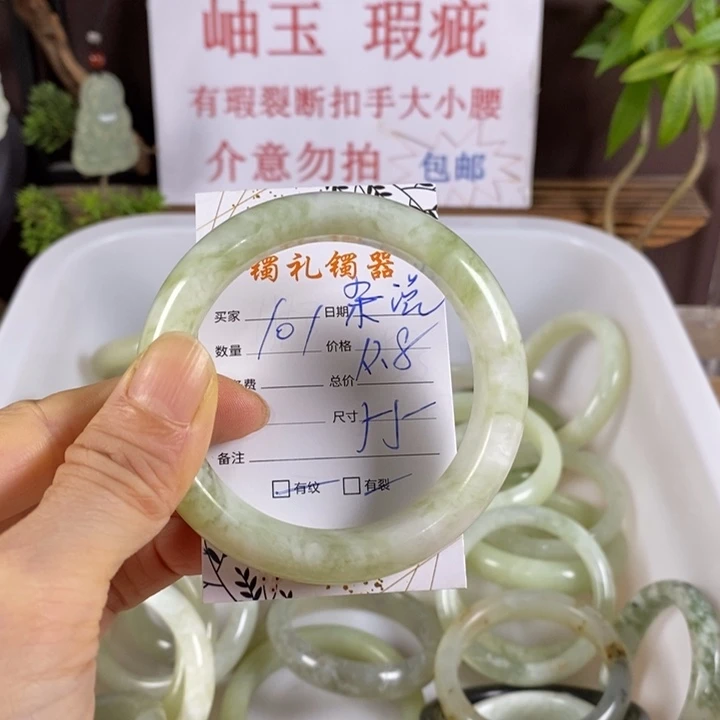 岫玉 瑕疵
有瑕裂断扣手大小腰
介意勿拍 包邮
镯礼镯器
买家 日期
数量 101 价格
费 总价
尺寸
备注
有纹 有裂